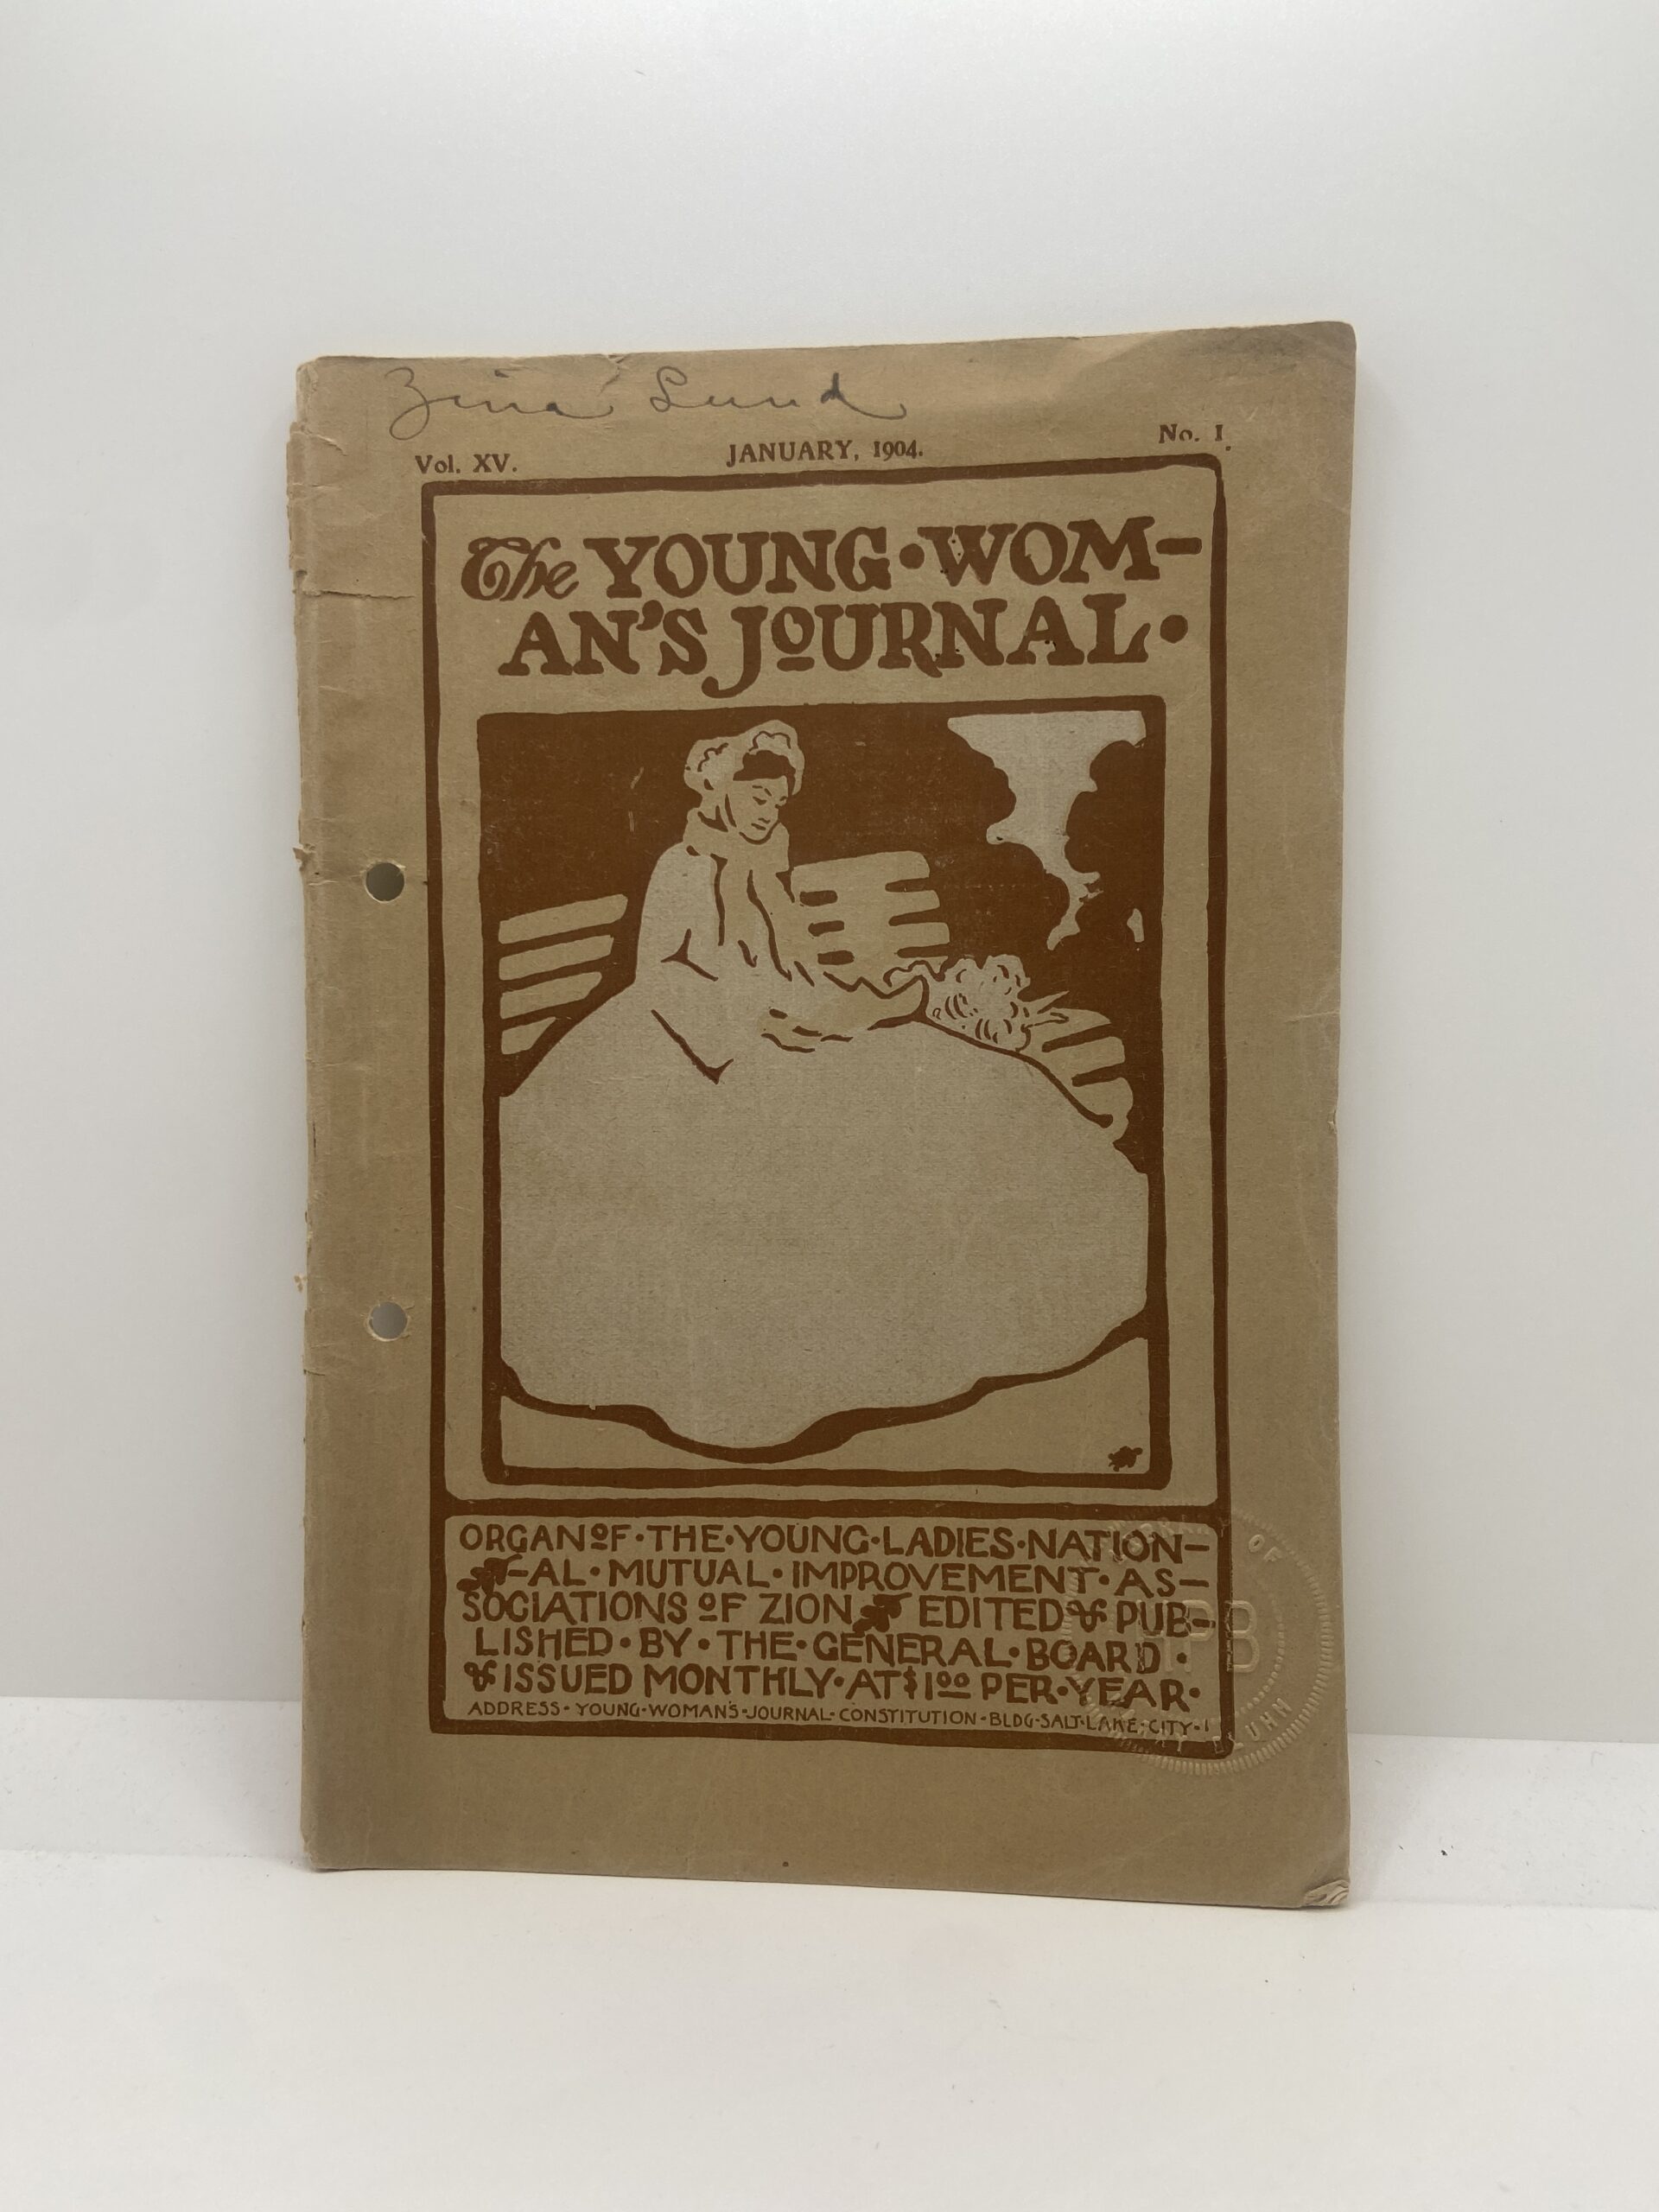 Zina Lund
Vol. XV. JANUARY, 1904. No. 1.
The YOUNG·WOM-
AN'S JOURNAL·
ORGAN OF·THE·YOUNG·LADIES·NATION-
-AL·MUTUAL·IMPROVEMENT·AS-
SOCIATIONS OF ZION EDITED & PUB-
LISHED·BY·THE·GENERAL·BOARD·
& ISSUED MONTHLY·AT $1.00 PER·YEAR·
ADDRESS·YOUNG·WOMAN'S·JOURNAL·CONSTITUTION·BLDG·SALT·LAKE·CITY·
OF
HPB